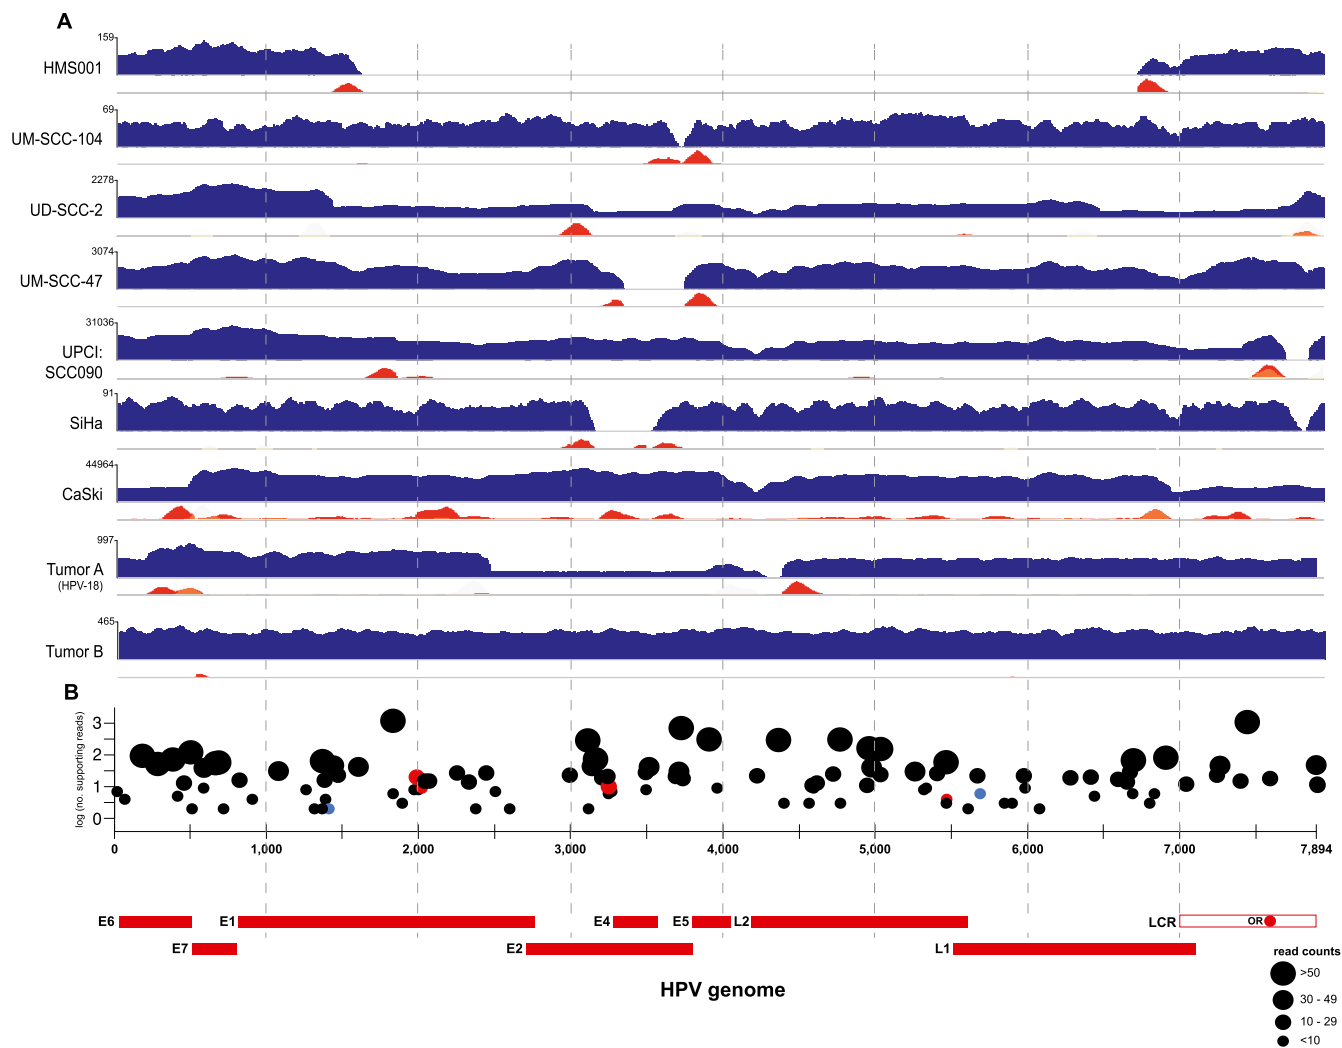 A
159
HMS001
69
UM-SCC-104
2278
UD-SCC-2
3074
UM-SCC-47
31036
UPCI:
SCC090
91
SiHa
44964
CaSki
997
Tumor A
(HPV-18)
465
Tumor B
B
log (no. supporting reads)
3
2
1
0
0 1,000 2,000 3,000 4,000 5,000 6,000 7,000 7,894
E6 E1 E4 E5 L2 LCR OR
E7 E2 L1
read counts
>50
30 - 49
10 - 29
<10
HPV genome